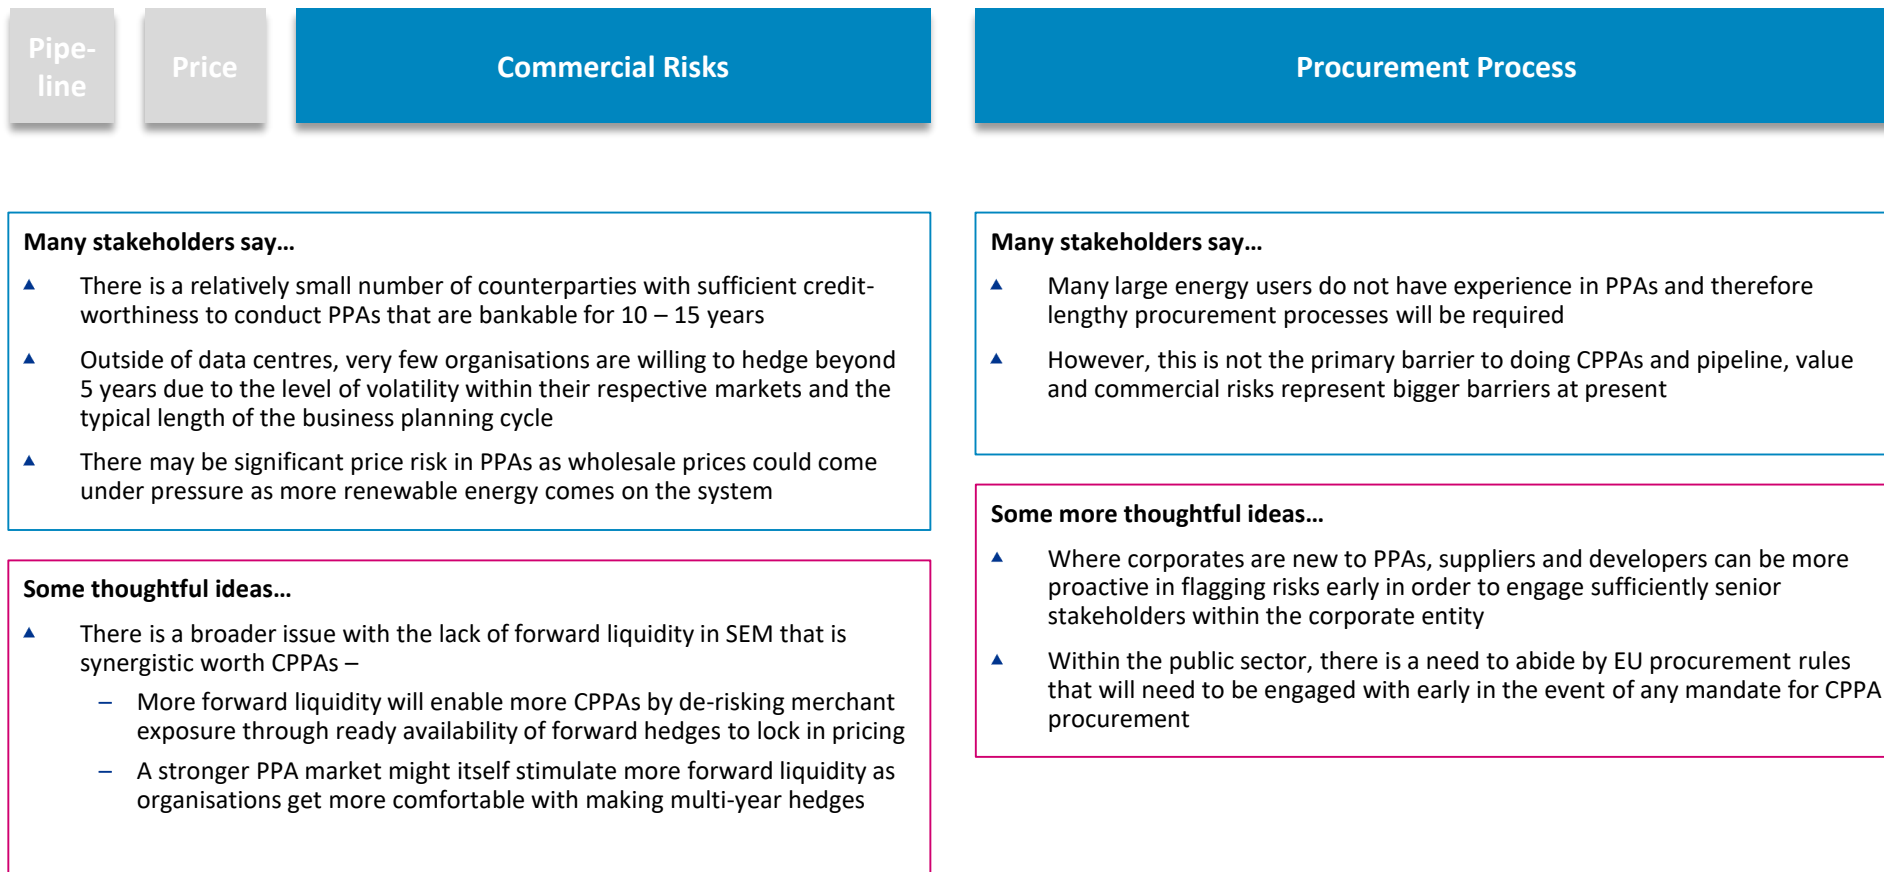 Pipe-
line
Price
Commercial Risks
Procurement Process
Many stakeholders say...
There is a relatively small number of counterparties with sufficient credit-
worthiness to conduct PPAs that are bankable for 10 – 15 years
Outside of data centres, very few organisations are willing to hedge beyond
5 years due to the level of volatility within their respective markets and the
typical length of the business planning cycle
There may be significant price risk in PPAs as wholesale prices could come
under pressure as more renewable energy comes on the system
Some thoughtful ideas...
There is a broader issue with the lack of forward liquidity in SEM that is
synergistic worth CPPAs –
– More forward liquidity will enable more CPPAs by de-risking merchant
exposure through ready availability of forward hedges to lock in pricing
– A stronger PPA market might itself stimulate more forward liquidity as
organisations get more comfortable with making multi-year hedges
Many stakeholders say...
Many large energy users do not have experience in PPAs and therefore
lengthy procurement processes will be required
However, this is not the primary barrier to doing CPPAs and pipeline, value
and commercial risks represent bigger barriers at present
Some more thoughtful ideas...
Where corporates are new to PPAs, suppliers and developers can be more
proactive in flagging risks early in order to engage sufficiently senior
stakeholders within the corporate entity
Within the public sector, there is a need to abide by EU procurement rules
that will need to be engaged with early in the event of any mandate for CPPA
procurement